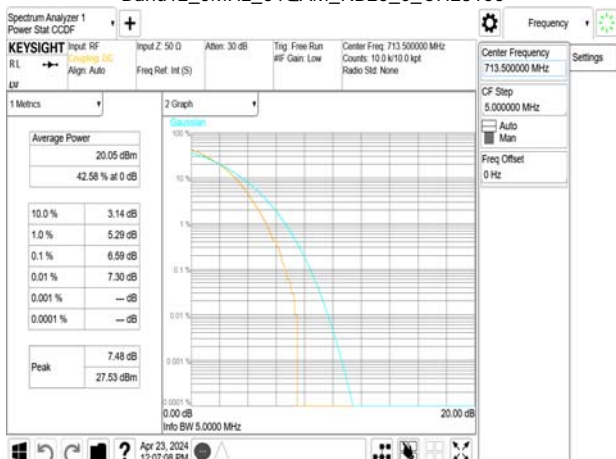 Spectrum Analyzer 1
Power Stat CCDF
Frequency
KEYSIGHT
RL
Input: RF
Coupling: DC
Align: Auto
Input Z: 50 Ω
Freq Ref: Int (S)
Atten: 30 dB
Trig: Free Run
#IF Gain: Low
Center Freq: 713.500000 MHz
Counts: 10.0 k/10.0 kpt
Radio Std: None
Center Frequency
713.500000 MHz
Settings
CF Step
5.000000 MHz
Auto
Man
Freq Offset
0 Hz
1 Metrics
2 Graph
Gaussian
Average Power
20.05 dBm
42.58 % at 0 dB
10.0 % 3.14 dB
1.0 % 5.29 dB
0.1 % 6.59 dB
0.01 % 7.30 dB
0.001 % --- dB
0.0001 % --- dB
Peak
7.48 dB
27.53 dBm
100 %
10 %
1 %
0.1 %
0.01 %
0.001 %
0.0001 %
0.00 dB
20.00 dB
Info BW 5.0000 MHz
?
Apr 23, 2024
12:07:08 PM